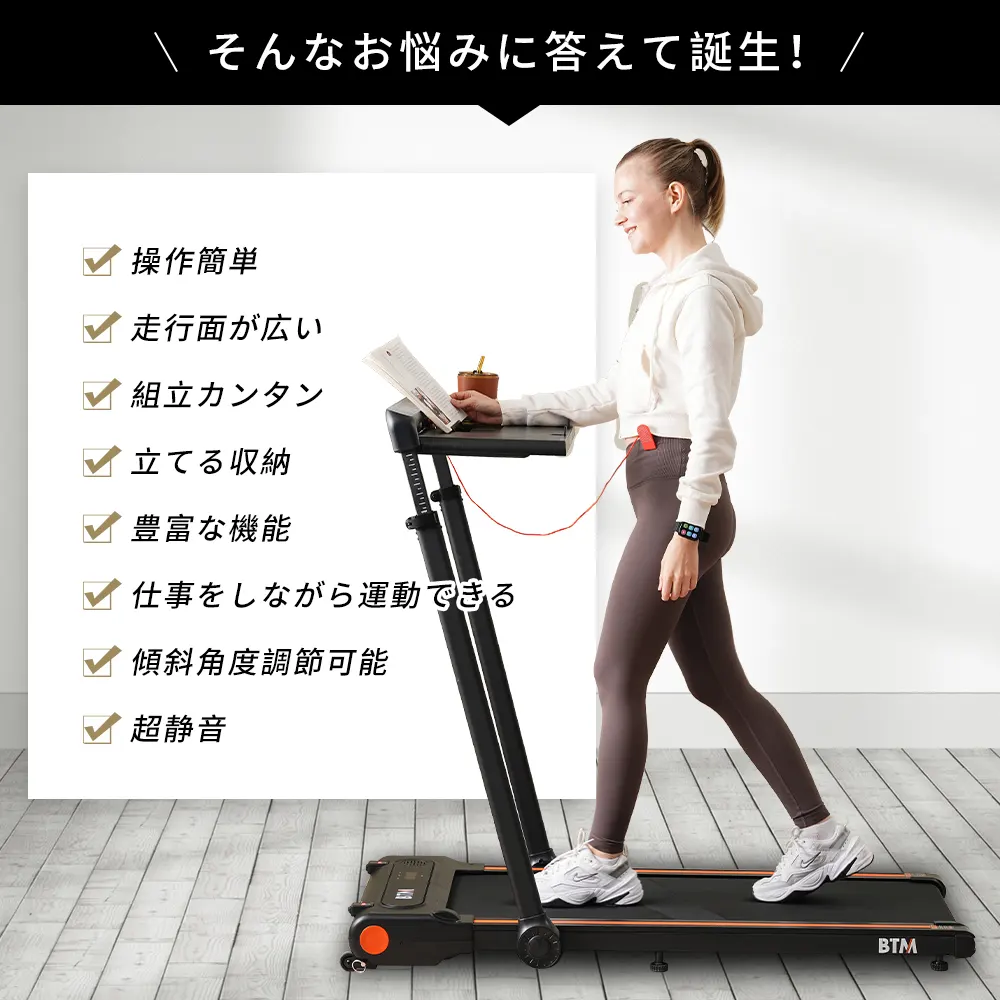 そんなお悩みに答えて誕生!
操作簡単
走行面が広い
組立カンタン
立てる収納
豊富な機能
仕事をしながら運動できる
傾斜角度調節可能
超静音
BTM